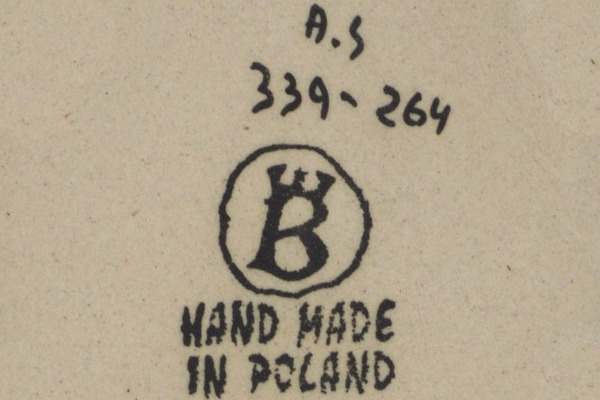 A.S
339-264
B
HAND MADE
IN POLAND